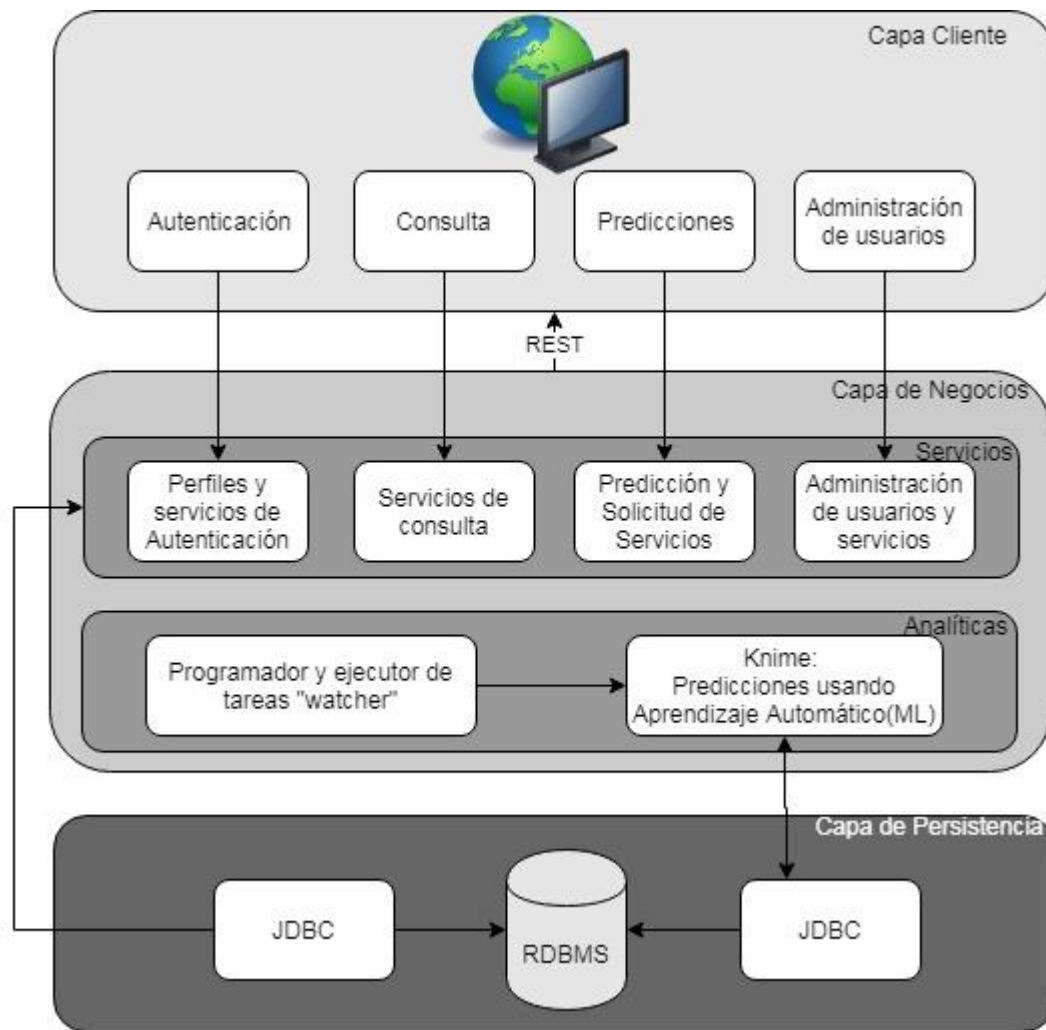 Capa Cliente
Autenticación
Consulta
Predicciones
Administración
de usuarios
REST
Capa de Negocios
Servicios
Perfiles y
servicios de
Autenticación
Servicios de
consulta
Predicción y
Solicitud de
Servicios
Administración
de usuarios y
servicios
Analíticas
Programador y ejecutor de
tareas "watcher"
Knime:
Predicciones usando
Aprendizaje Automático(ML)
Capa de Persistencia
JDBC
RDBMS
JDBC